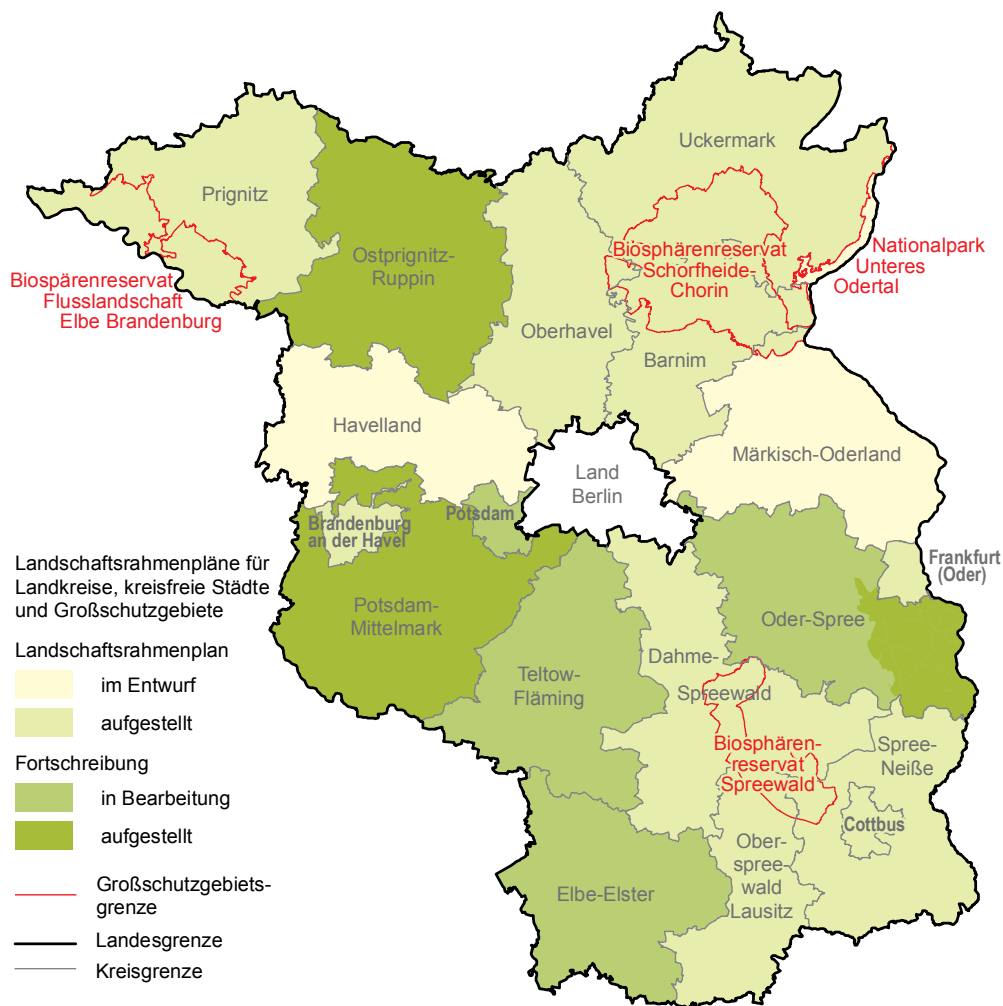 Uckermark
Prignitz
Ostprignitz-
Ruppin
Biosphärenreservat
Schorfheide-
Chorin
Nationalpark
Unteres
Odertal
Biospärenreservat
Flusslandschaft
Elbe Brandenburg
Oberhavel
Barnim
Havelland
Märkisch-Oderland
Land
Berlin
Brandenburg
an der Havel
Potsdam
Frankfurt
(Oder)
Potsdam-
Mittelmark
Oder-Spree
Teltow-
Fläming
Dahme-
Spreewald
Biosphären-
reservat
Spreewald
Spree-
Neiße
Cottbus
Ober-
spree-
wald
Lausitz
Elbe-Elster
Landschaftsrahmenpläne für
Landkreise, kreisfreie Städte
und Großschutzgebiete
Landschaftsrahmenplan
im Entwurf
aufgestellt
Fortschreibung
in Bearbeitung
aufgestellt
Großschutzgebiets-
grenze
Landesgrenze
Kreisgrenze